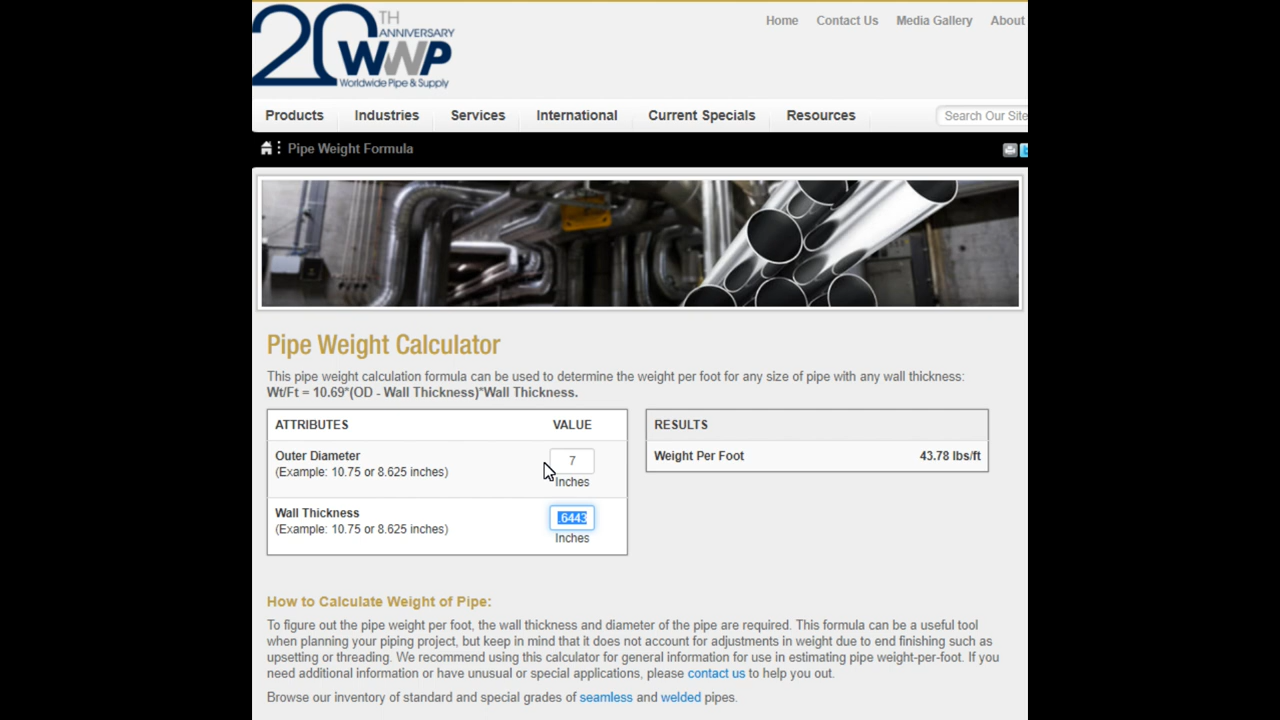 20TH
ANNIVERSARY
WWP
Worldwide Pipe & Supply
Home Contact Us Media Gallery About
Products Industries Services International Current Specials Resources Search Our Site
Pipe Weight Formula
Pipe Weight Calculator
This pipe weight calculation formula can be used to determine the weight per foot for any size of pipe with any wall thickness:
Wt/Ft = 10.69*(OD - Wall Thickness)*Wall Thickness.
ATTRIBUTES VALUE
Outer Diameter
(Example: 10.75 or 8.625 inches)
7
Inches
Wall Thickness
(Example: 10.75 or 8.625 inches)
.6443
Inches
RESULTS
Weight Per Foot 43.78 lbs/ft
How to Calculate Weight of Pipe:
To figure out the pipe weight per foot, the wall thickness and diameter of the pipe are required. This formula can be a useful tool
when planning your piping project, but keep in mind that it does not account for adjustments in weight due to end finishing such as
upsetting or threading. We recommend using this calculator for general information for use in estimating pipe weight-per-foot. If you
need additional information or have unusual or special applications, please contact us to help you out.
Browse our inventory of standard and special grades of seamless and welded pipes.